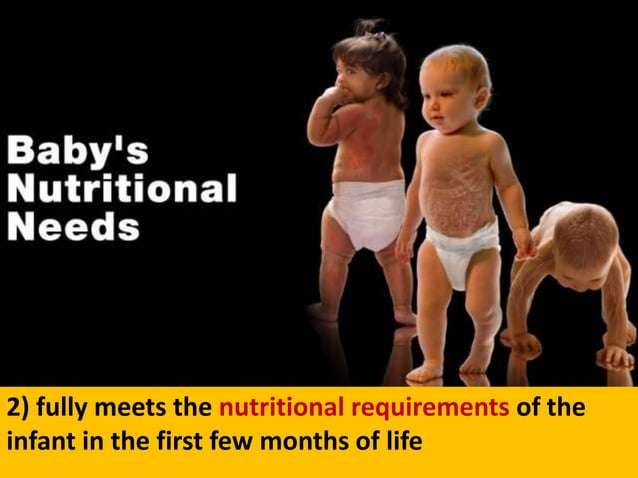 Baby's
Nutritional
Needs
2) fully meets the nutritional requirements of the
infant in the first few months of life